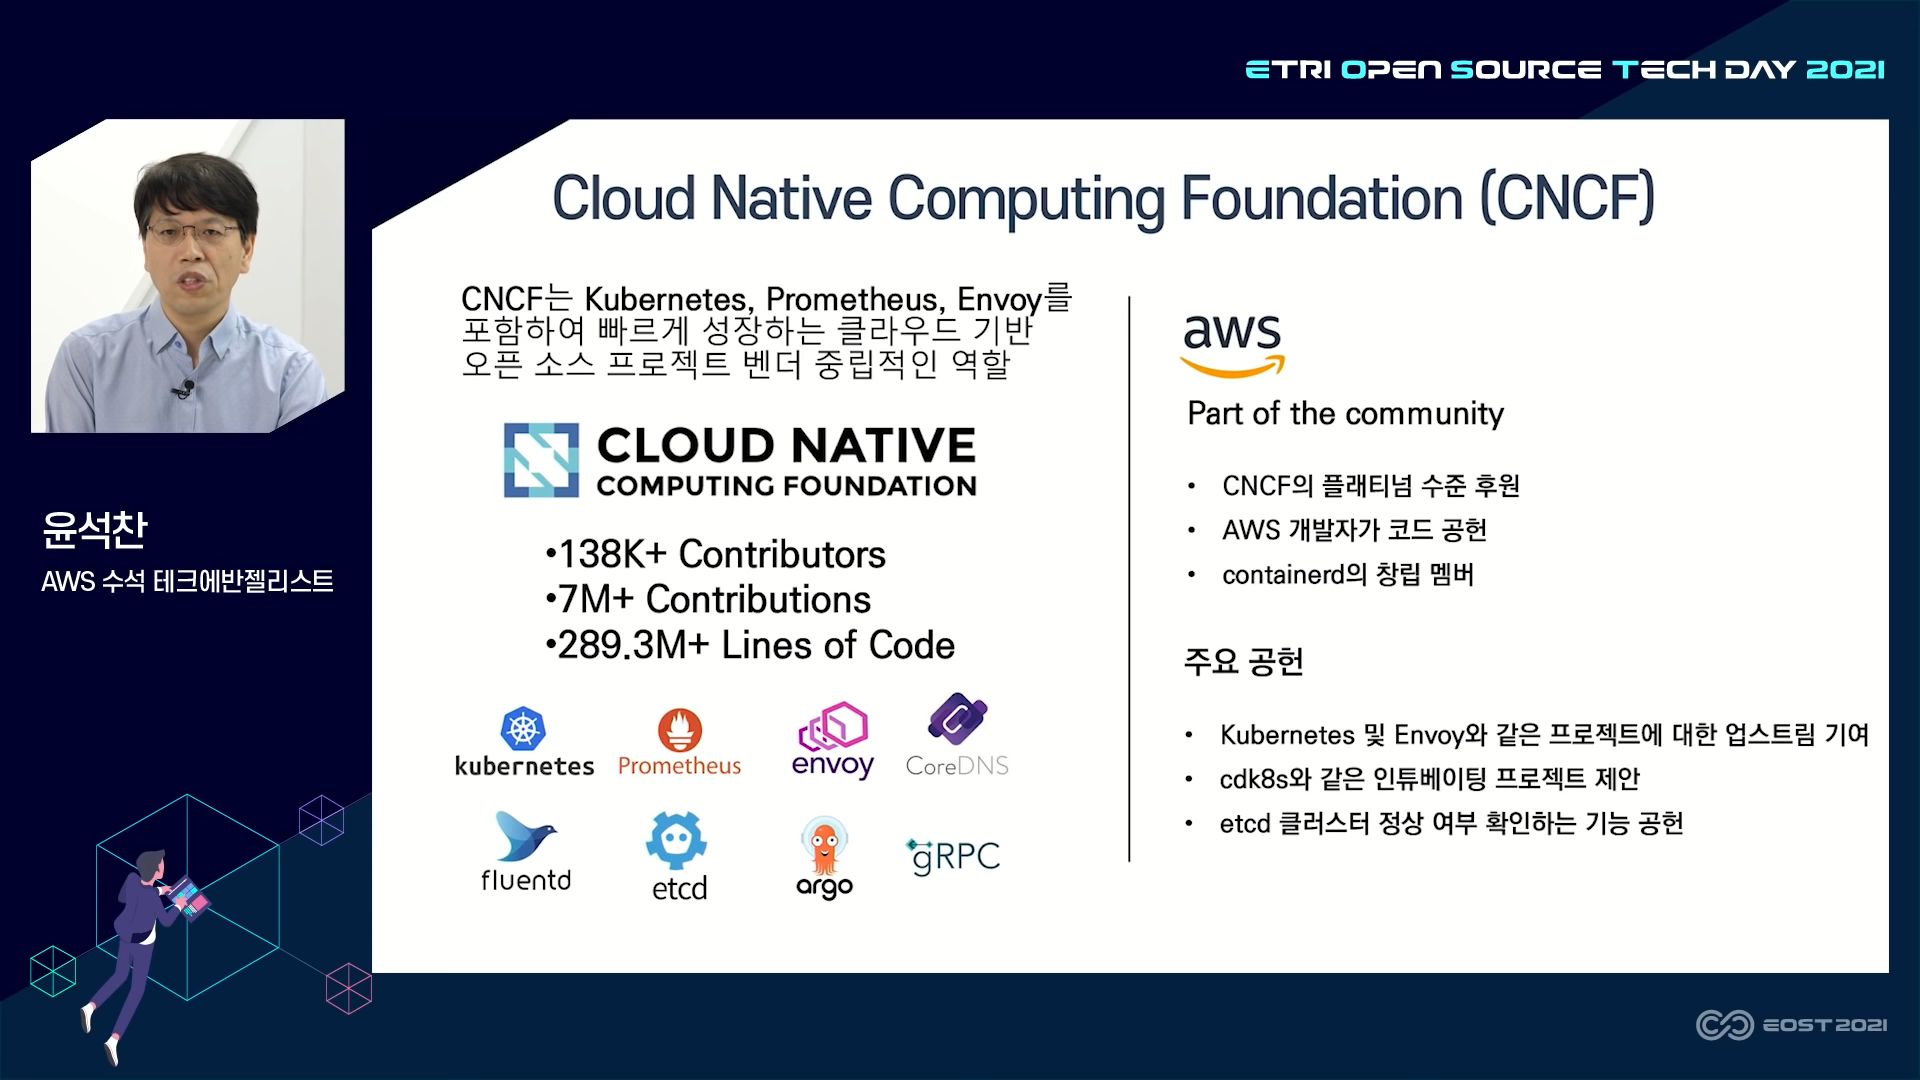 ETRI OPEN SOURCE TECH DAY 2021
윤석찬
AWS 수석 테크에반젤리스트
Cloud Native Computing Foundation (CNCF)
CNCF는 Kubernetes, Prometheus, Envoy를
포함하여 빠르게 성장하는 클라우드 기반
오픈 소스 프로젝트 벤더 중립적인 역할
CLOUD NATIVE
COMPUTING FOUNDATION
•138K+ Contributors
•7M+ Contributions
•289.3M+ Lines of Code
kubernetes
Prometheus
envoy
CoreDNS
fluentd
etcd
argo
gRPC
aws
Part of the community
• CNCF의 플래티넘 수준 후원
• AWS 개발자가 코드 공헌
• containerd의 창립 멤버
주요 공헌
• Kubernetes 및 Envoy와 같은 프로젝트에 대한 업스트림 기여
• cdk8s와 같은 인튜베이팅 프로젝트 제안
• etcd 클러스터 정상 여부 확인하는 기능 공헌
EOST 2021